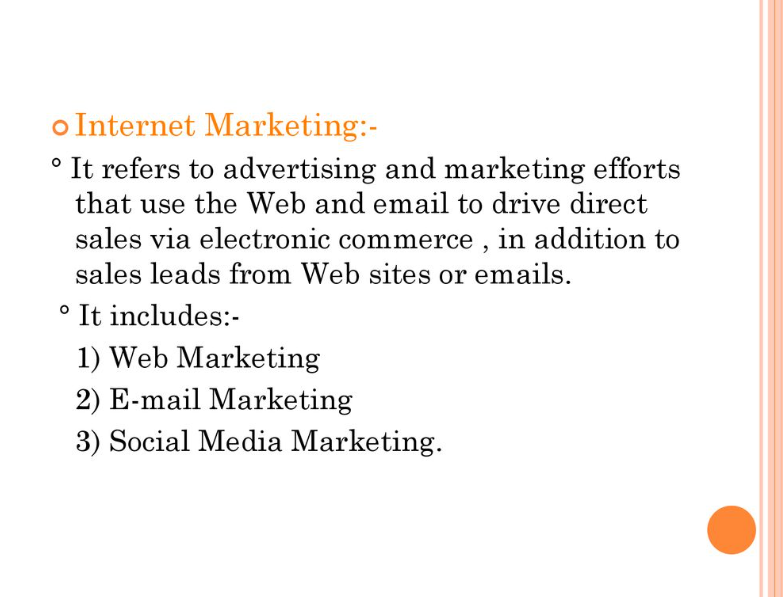 Internet Marketing:-
° It refers to advertising and marketing efforts
that use the Web and email to drive direct
sales via electronic commerce , in addition to
sales leads from Web sites or emails.
° It includes:-
1) Web Marketing
2) E-mail Marketing
3) Social Media Marketing.